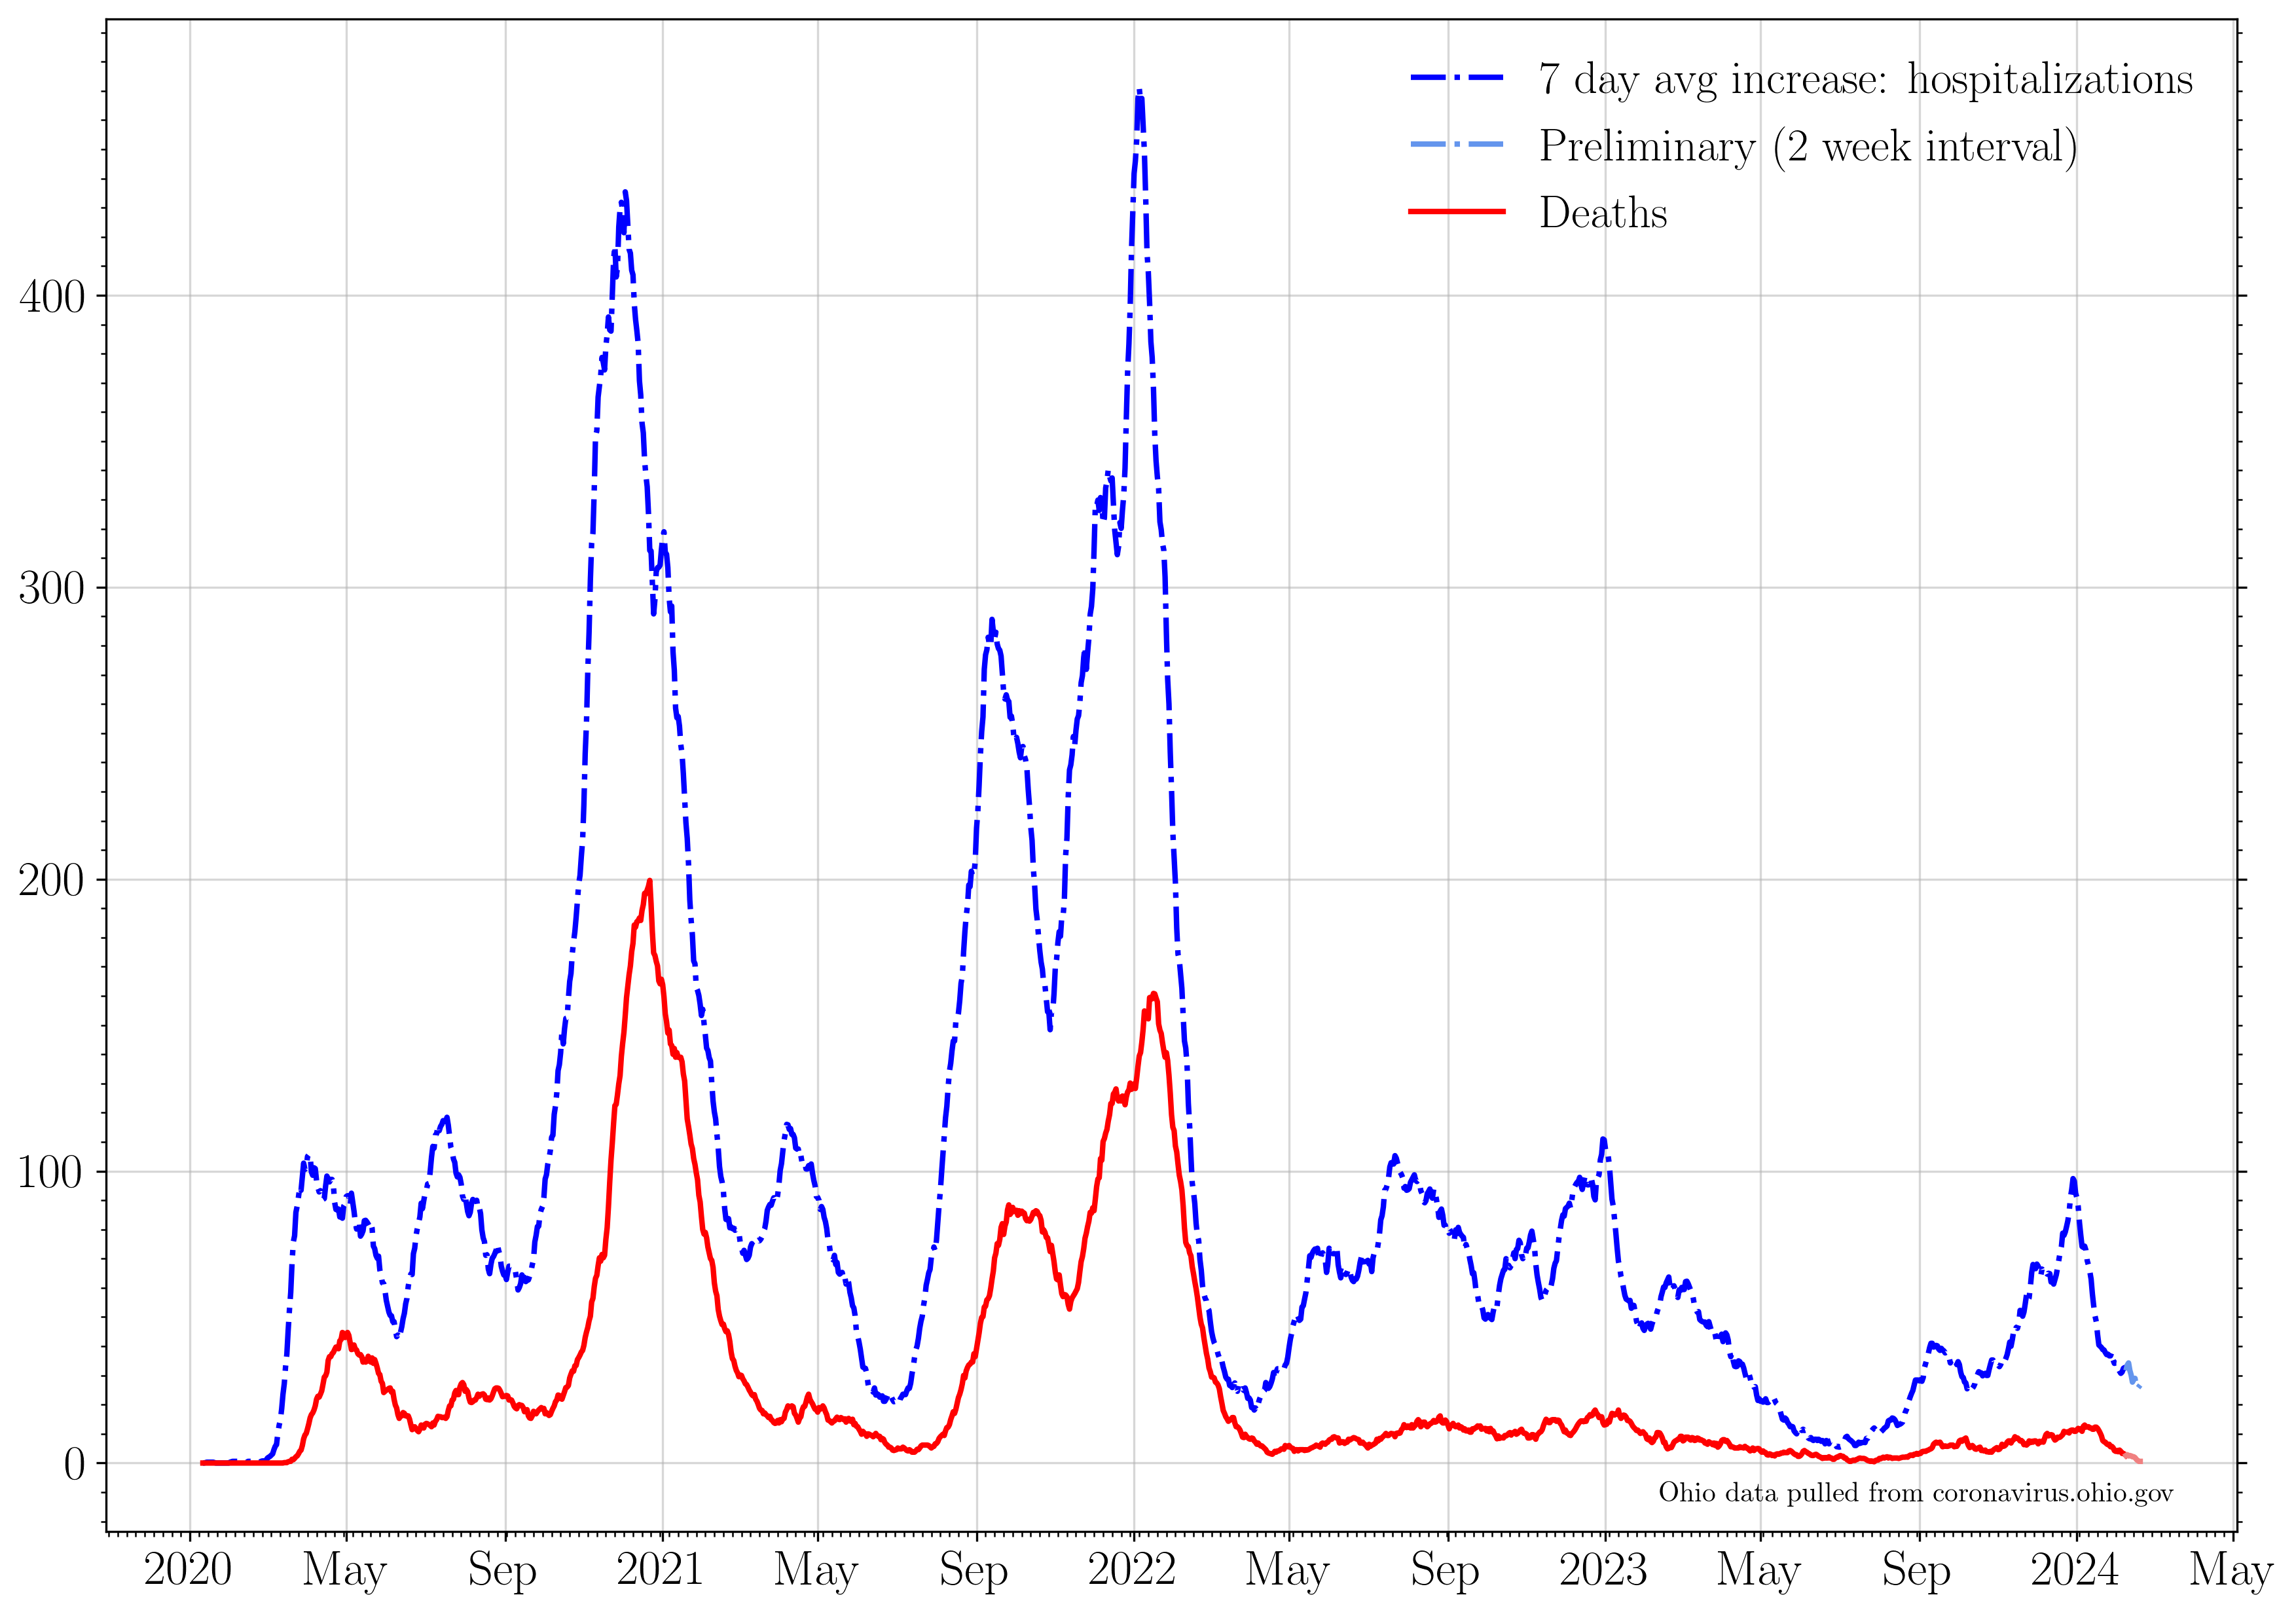 7 day avg increase: hospitalizations
Preliminary (2 week interval)
Deaths
400
300
200
100
0
Ohio data pulled from coronavirus.ohio.gov
2020 May Sep 2021 May Sep 2022 May Sep 2023 May Sep 2024 May